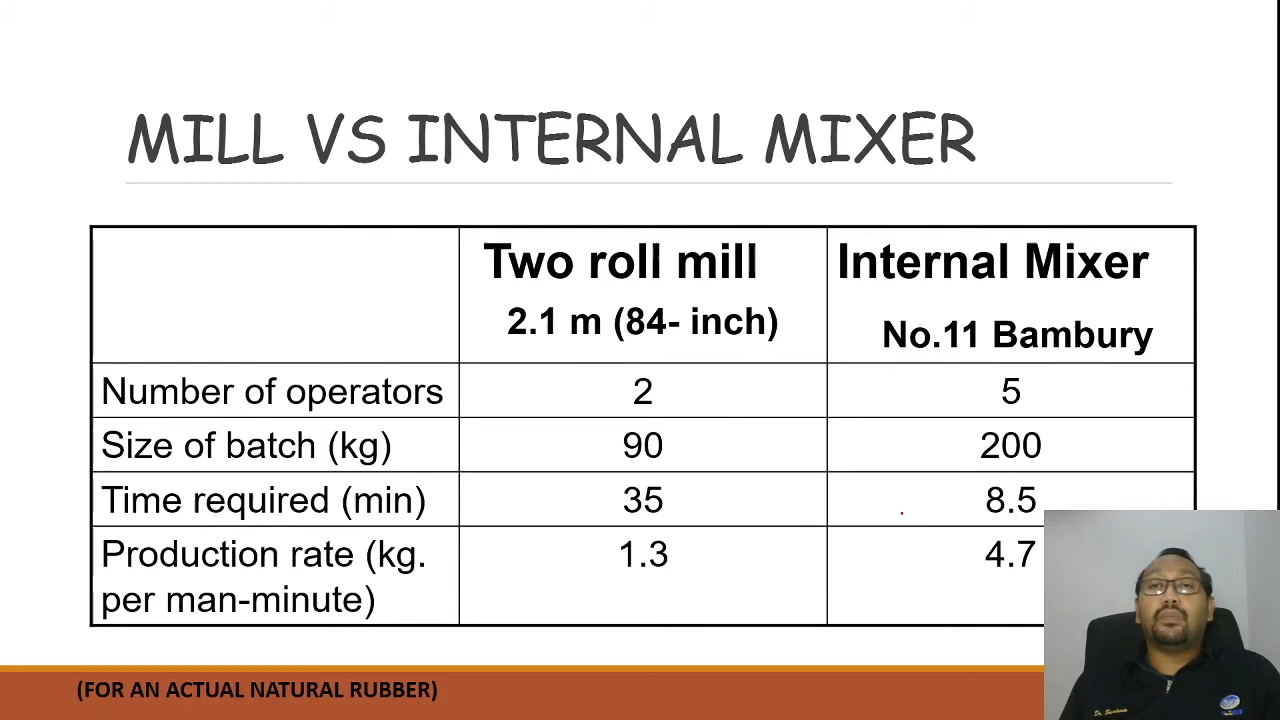 MILL VS INTERNAL MIXER
Two roll mill
2.1 m (84- inch)
Internal Mixer
No.11 Bambury
Number of operators
2
5
Size of batch (kg)
90
200
Time required (min)
35
8.5
Production rate (kg.
per man-minute)
1.3
4.7
(FOR AN ACTUAL NATURAL RUBBER)